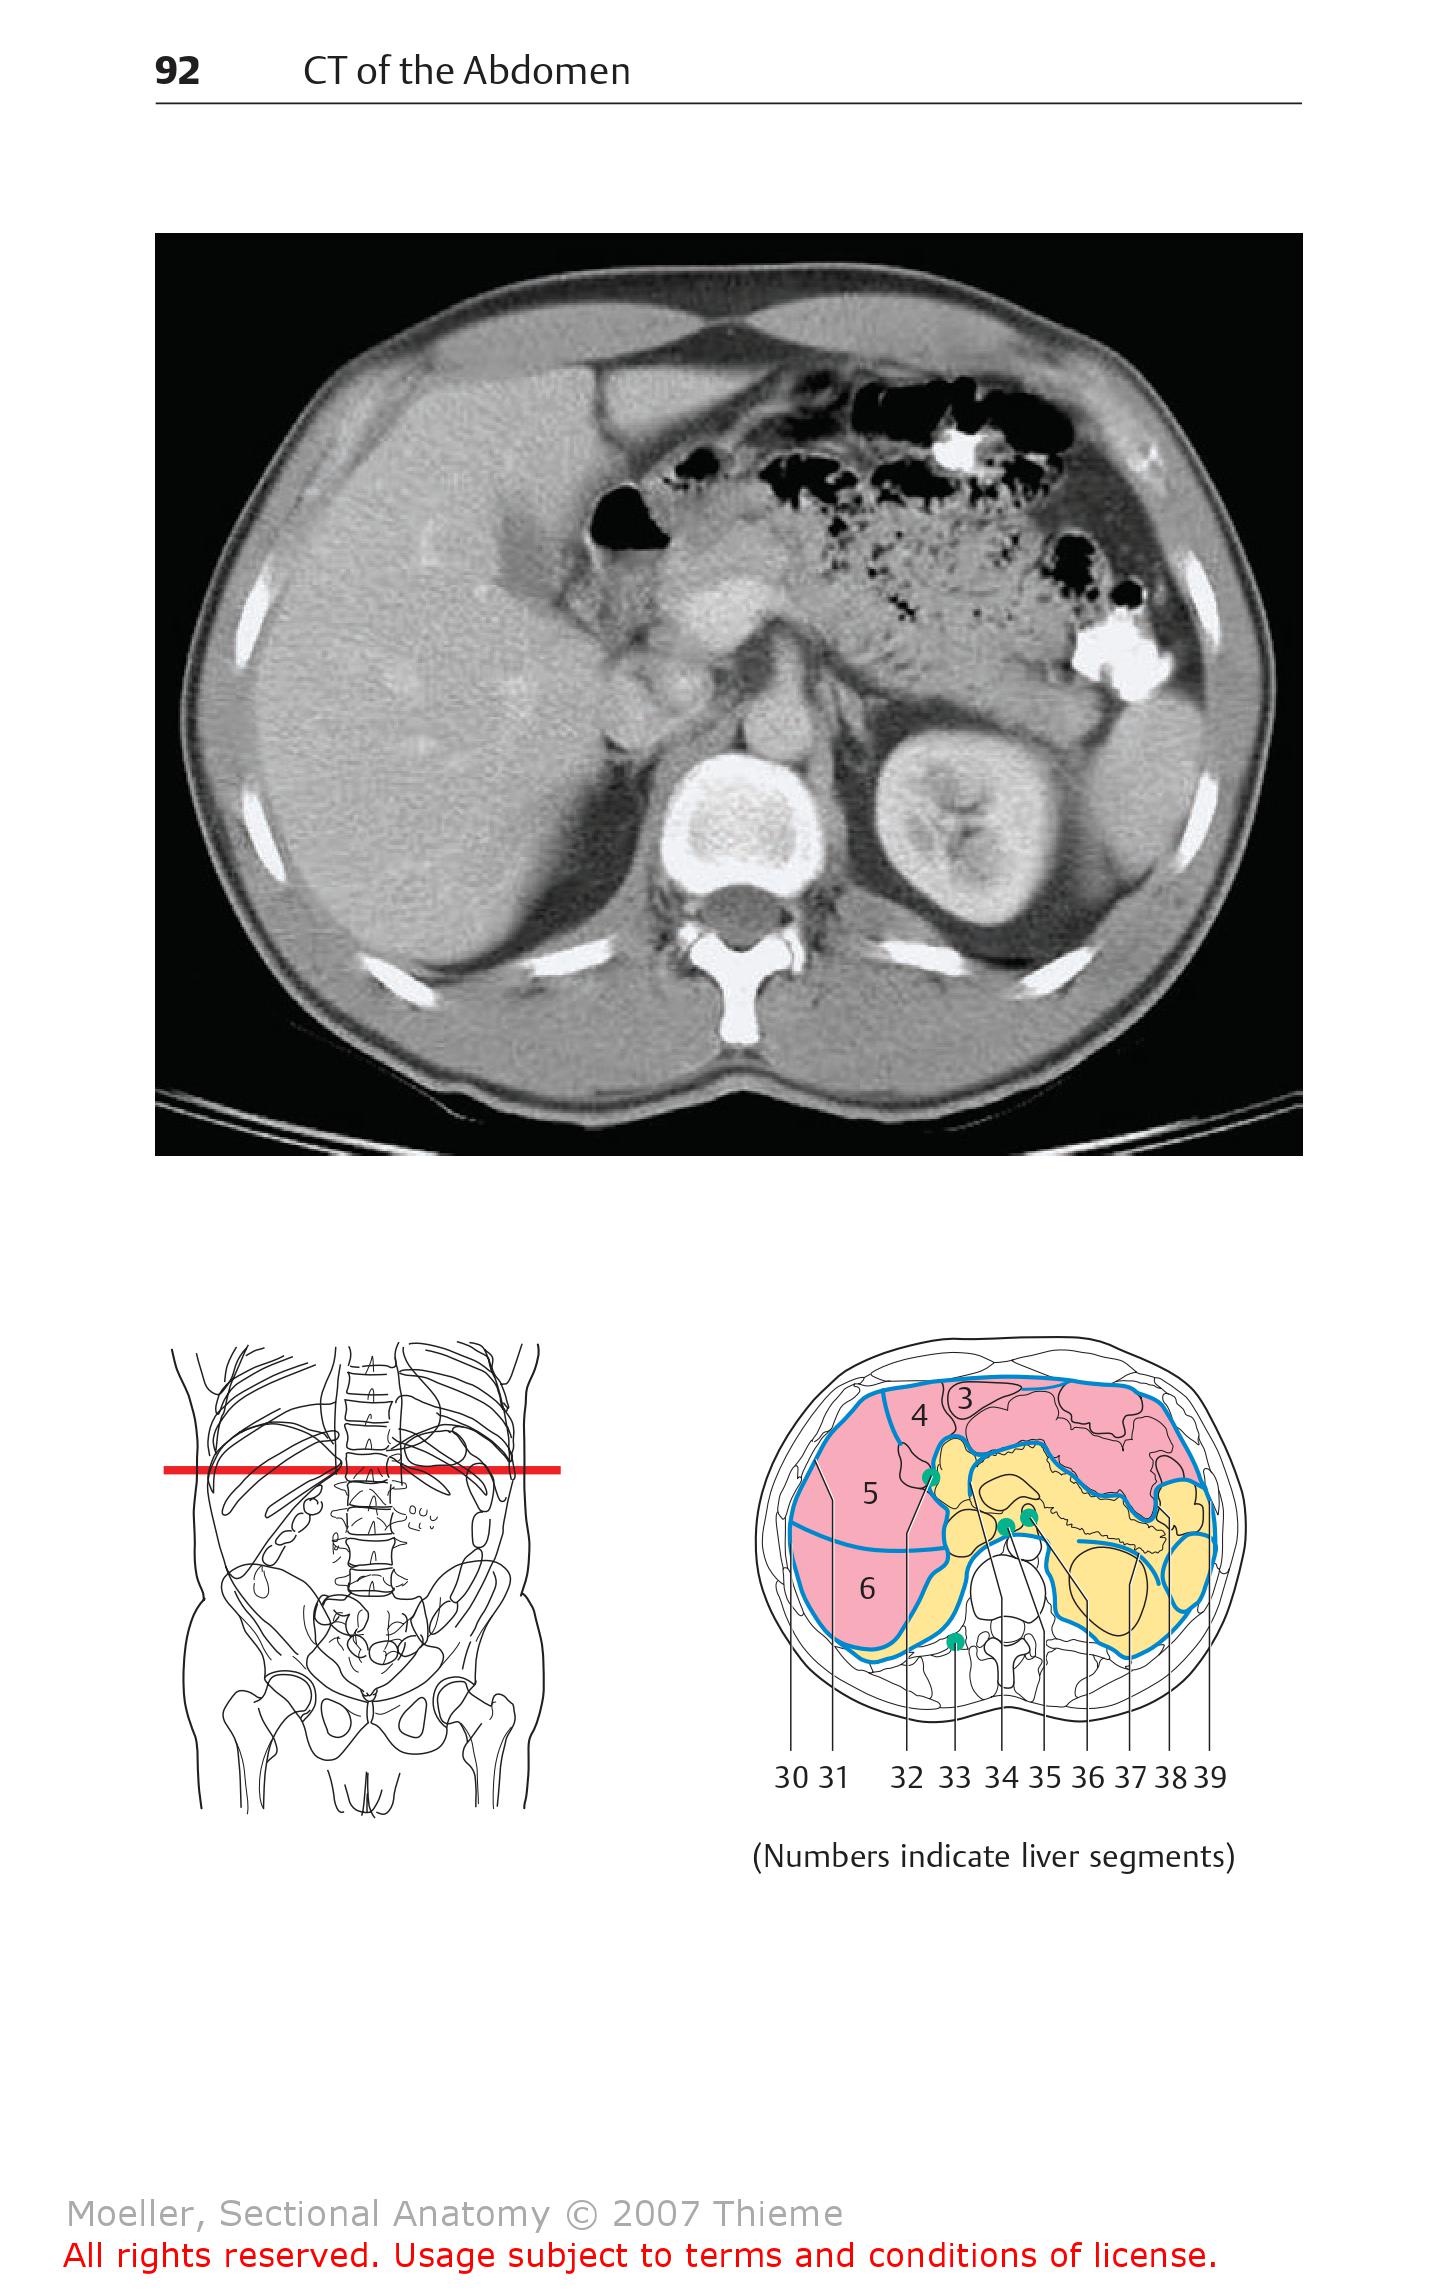 92 CT of the Abdomen
3
4
5
6
30 31 32 33 34 35 36 37 38 39
(Numbers indicate liver segments)
Moeller, Sectional Anatomy © 2007 Thieme
All rights reserved. Usage subject to terms and conditions of license.